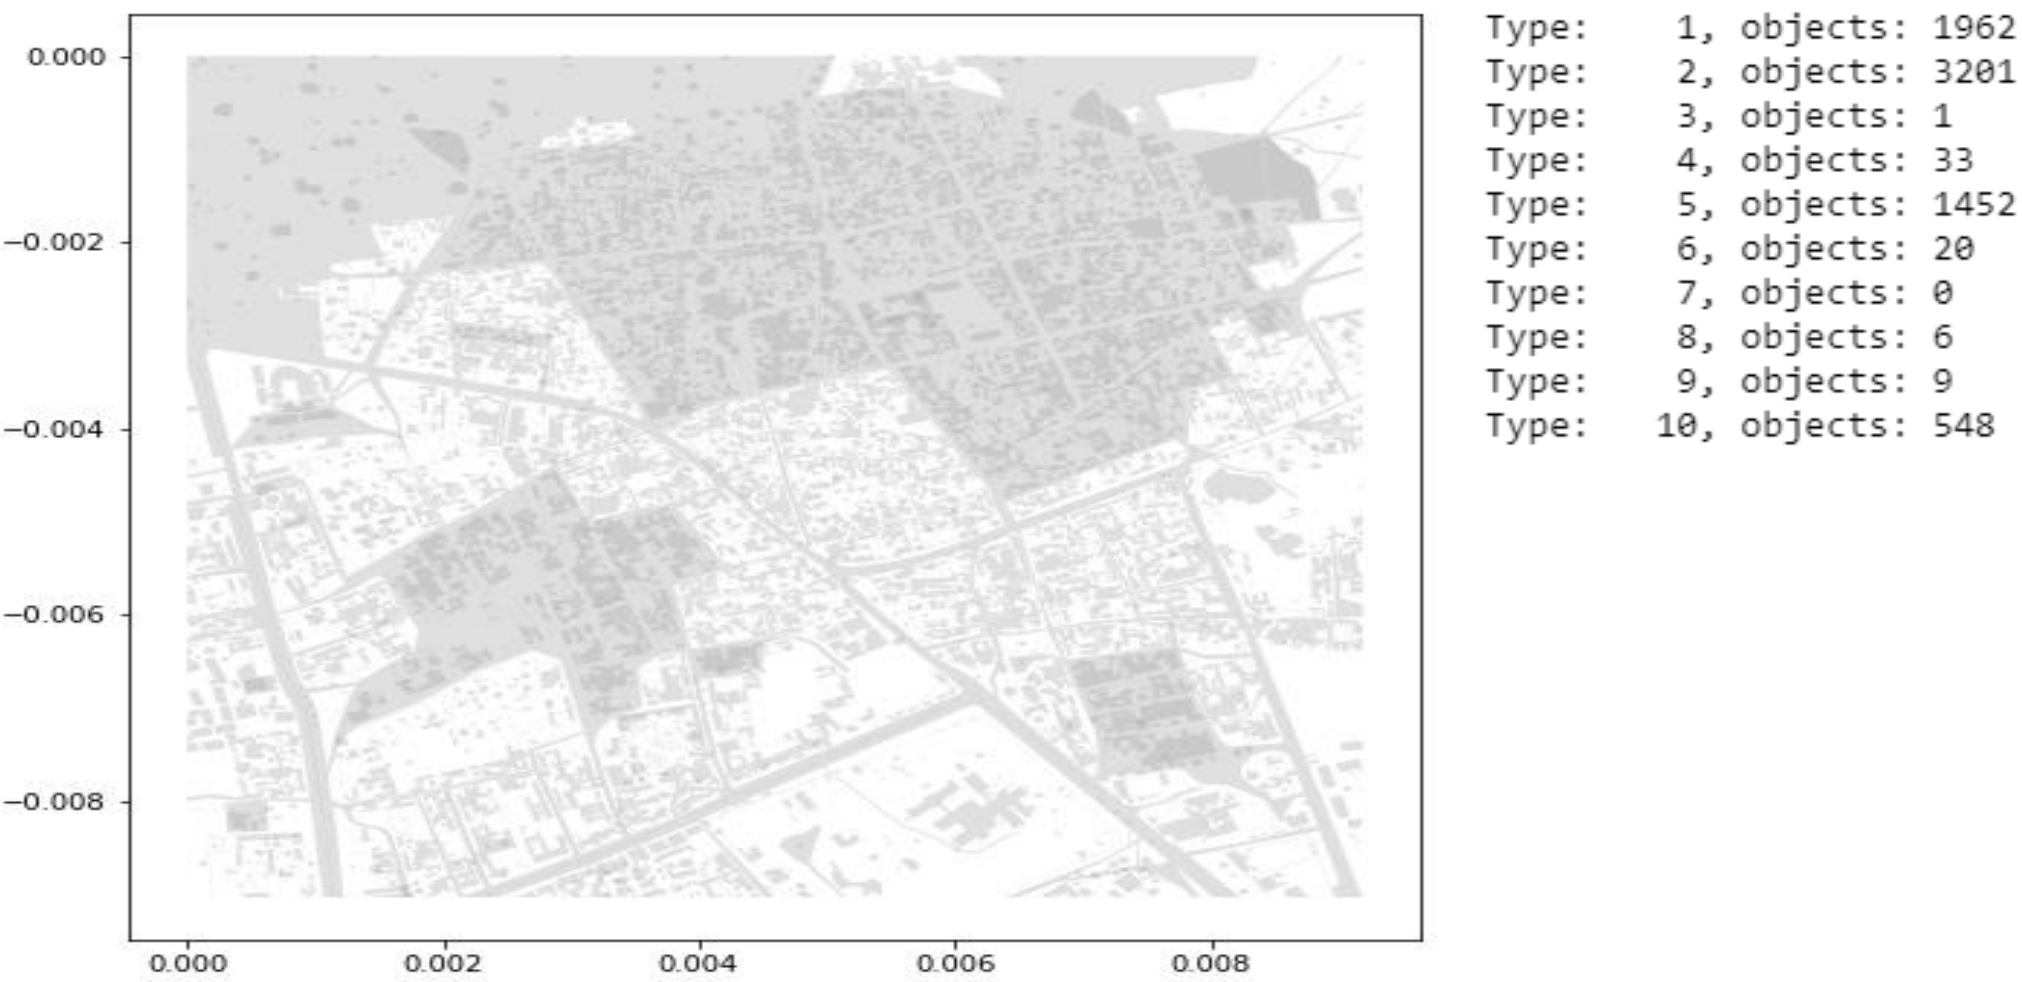 0.000
−0.002
−0.004
−0.006
−0.008
0.000 0.002 0.004 0.006 0.008
Type: 1, objects: 1962
Type: 2, objects: 3201
Type: 3, objects: 1
Type: 4, objects: 33
Type: 5, objects: 1452
Type: 6, objects: 20
Type: 7, objects: 0
Type: 8, objects: 6
Type: 9, objects: 9
Type: 10, objects: 548